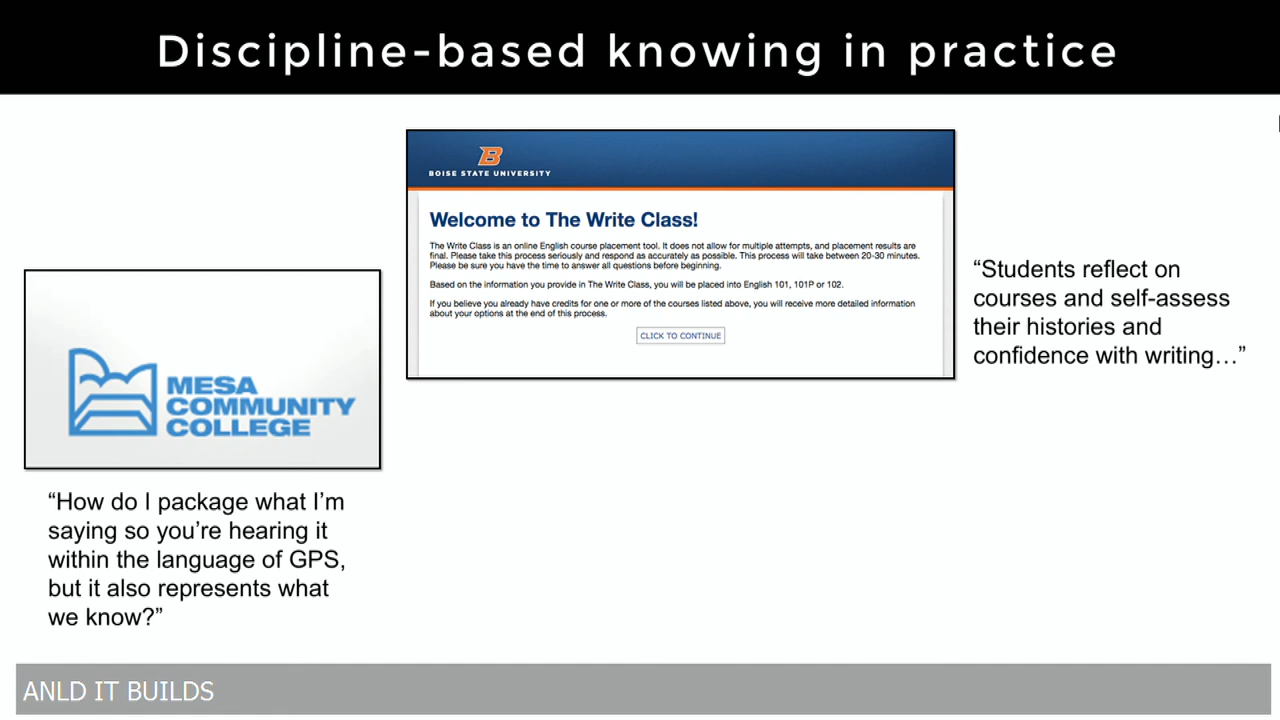 Discipline-based knowing in practice
B
BOISE STATE UNIVERSITY
Welcome to The Write Class!
The Write Class is an online English course placement tool. It does not allow for multiple attempts, and placement results are
final. Please take this process seriously and respond as accurately as possible. This process will take between 20-30 minutes.
Please be sure you have the time to answer all questions before beginning.
Based on the information you provide in The Write Class, you will be placed into English 101, 101P or 102.
If you believe you already have credits for one or more of the courses listed above, you will receive more detailed information
about your options at the end of this process.
CLICK TO CONTINUE
“Students reflect on
courses and self-assess
their histories and
confidence with writing…”
MESA
COMMUNITY
COLLEGE
“How do I package what I’m
saying so you’re hearing it
within the language of GPS,
but it also represents what
we know?”
ANLD IT BUILDS